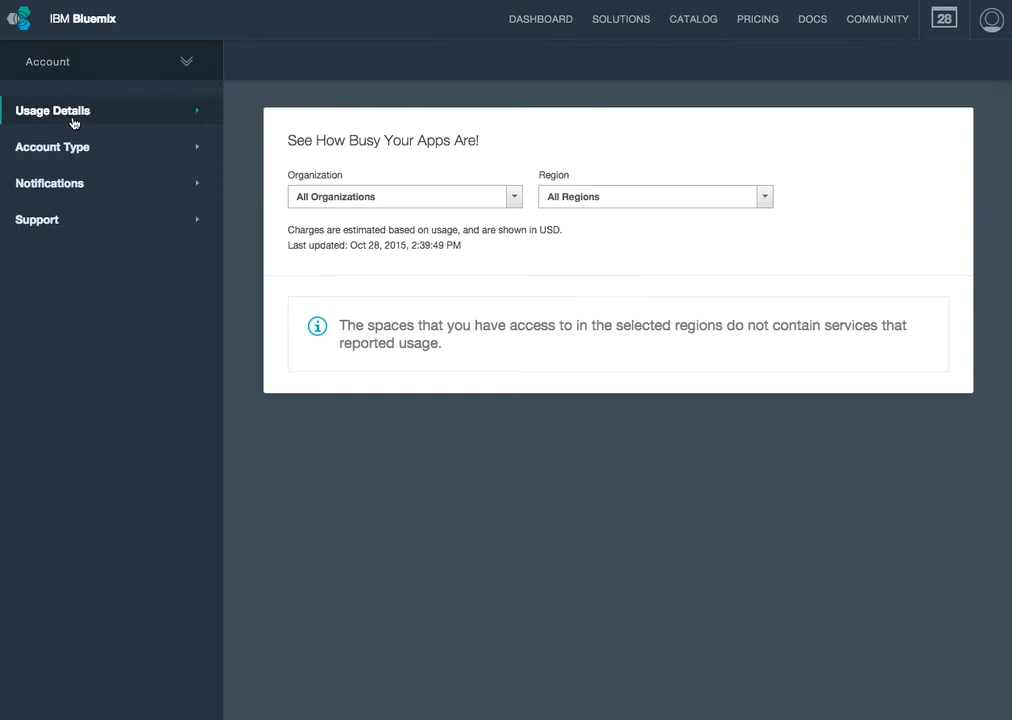 IBM Bluemix
DASHBOARD SOLUTIONS CATALOG PRICING DOCS COMMUNITY 28
Account
Usage Details
Account Type
Notifications
Support
See How Busy Your Apps Are!
Organization Region
All Organizations All Regions
Charges are estimated based on usage, and are shown in USD.
Last updated: Oct 28, 2015, 2:39:49 PM
The spaces that you have access to in the selected regions do not contain services that
reported usage.